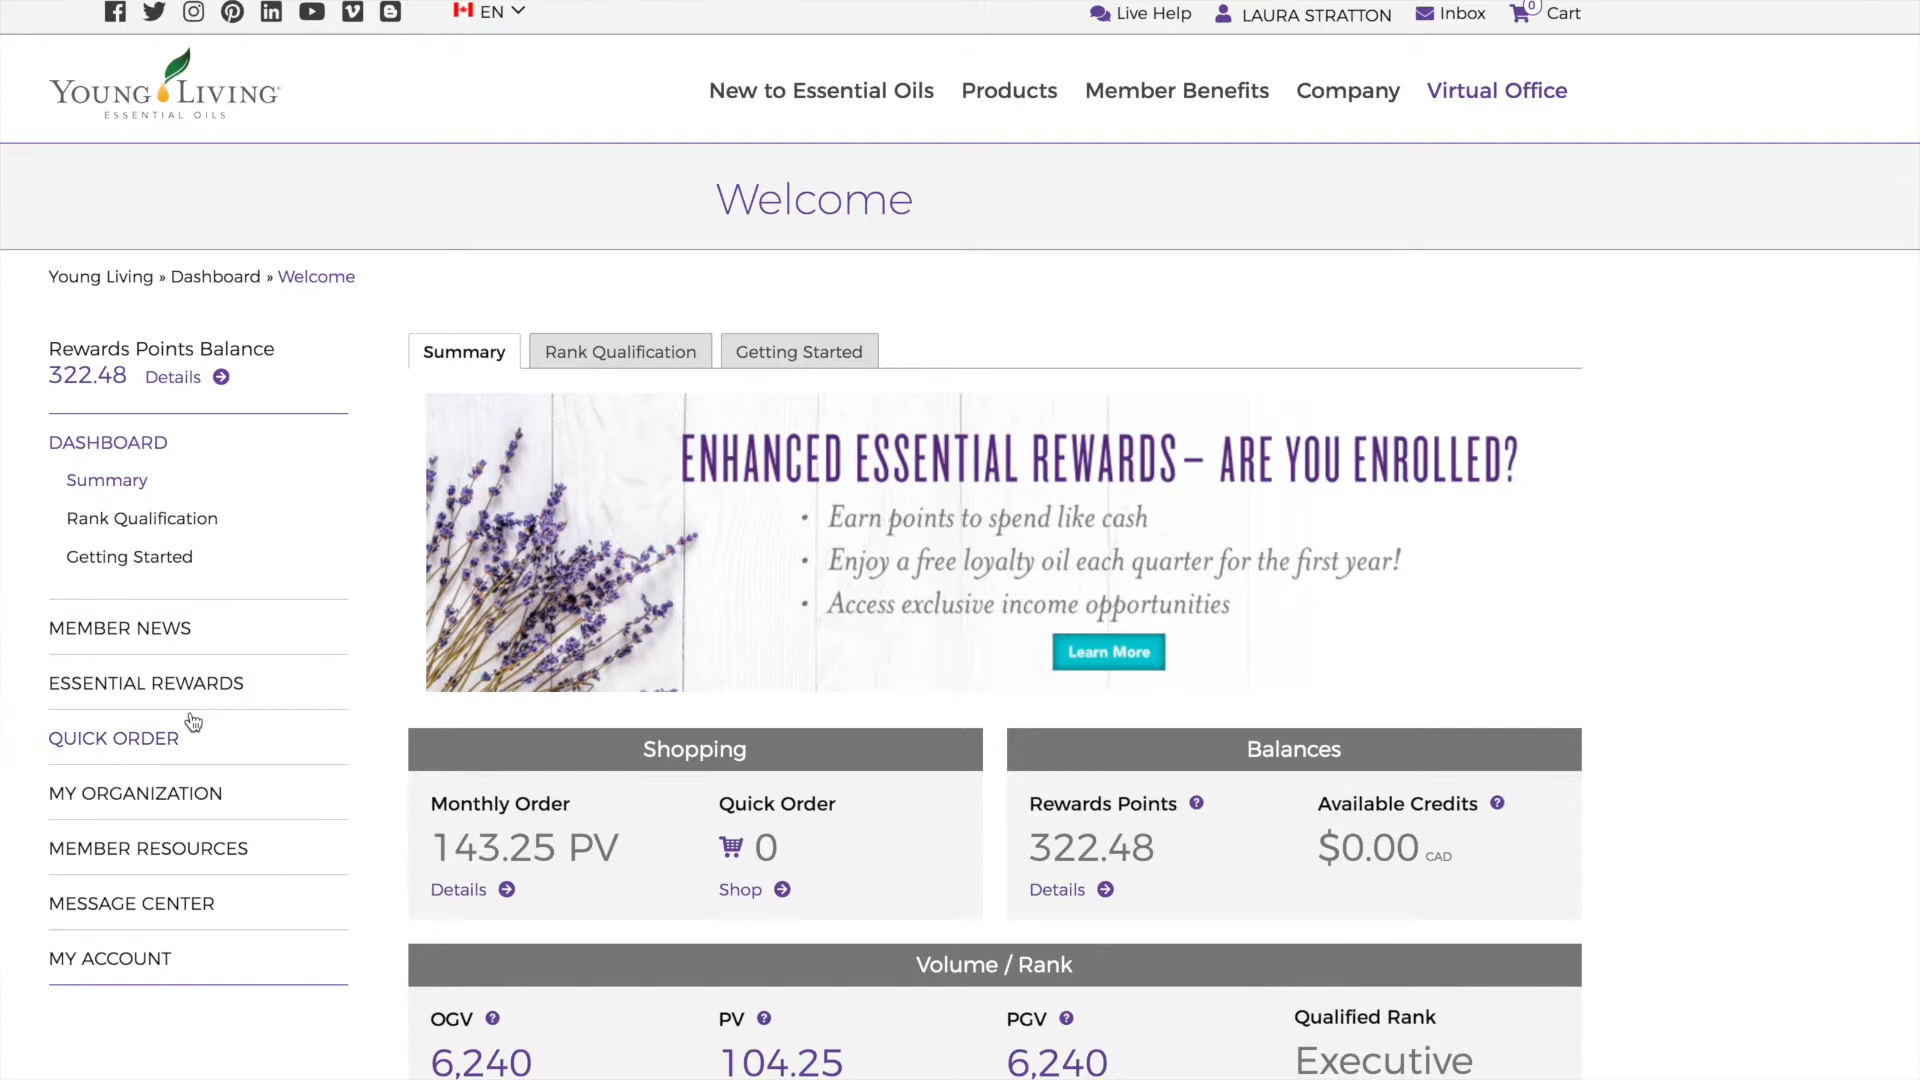 EN
Live Help
LAURA STRATTON
Inbox
0
Cart
YOUNG LIVING
ESSENTIAL OILS
New to Essential Oils
Products
Member Benefits
Company
Virtual Office
Welcome
Young Living » Dashboard » Welcome
Rewards Points Balance
322.48 Details
DASHBOARD
Summary
Rank Qualification
Getting Started
MEMBER NEWS
ESSENTIAL REWARDS
QUICK ORDER
MY ORGANIZATION
MEMBER RESOURCES
MESSAGE CENTER
MY ACCOUNT
Summary
Rank Qualification
Getting Started
ENHANCED ESSENTIAL REWARDS – ARE YOU ENROLLED?
• Earn points to spend like cash
• Enjoy a free loyalty oil each quarter for the first year!
• Access exclusive income opportunities
Learn More
Shopping
Monthly Order
143.25 PV
Details
Quick Order
0
Shop
Balances
Rewards Points ?
322.48
Details
Available Credits ?
$0.00 CAD
Volume / Rank
OGV ?
6,240
PV ?
104.25
PGV ?
6,240
Qualified Rank
Executive